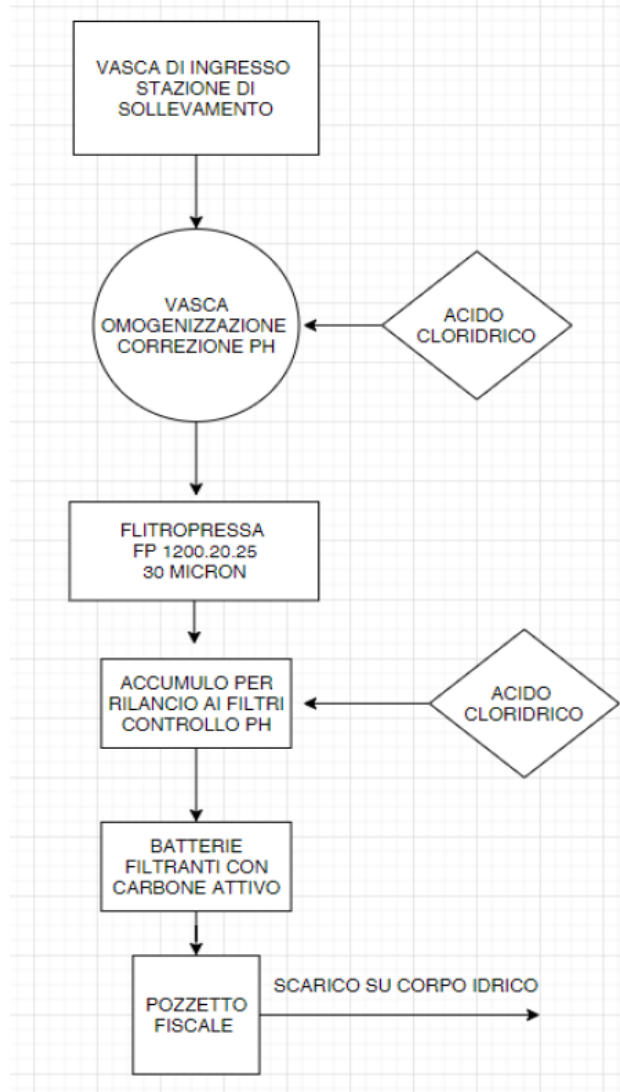 VASCA DI INGRESSO
STAZIONE DI
SOLLEVAMENTO
VASCA
OMOGENIZZAZIONE
CORREZIONE PH
ACIDO
CLORIDRICO
FLITROPRESSA
FP 1200.20.25
30 MICRON
ACCUMULO PER
RILANCIO AI FILTRI
CONTROLLO PH
ACIDO
CLORIDRICO
BATTERIE
FILTRANTI CON
CARBONE ATTIVO
POZZETTO
FISCALE
SCARICO SU CORPO IDRICO